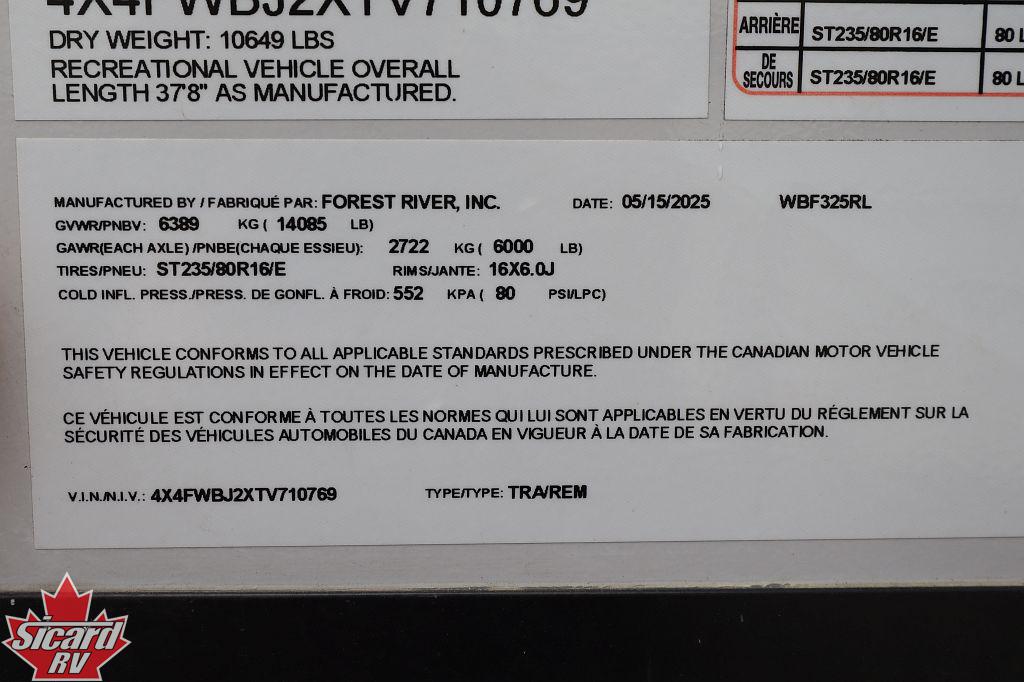 4X4FWBJ2XTV710769
DRY WEIGHT: 10649 LBS
RECREATIONAL VEHICLE OVERALL
LENGTH 37'8" AS MANUFACTURED.
ARRIÈRE ST235/80R16/E 80
DE
SECOURS ST235/80R16/E 80
MANUFACTURED BY / FABRIQUÉ PAR: FOREST RIVER, INC. DATE: 05/15/2025 WBF325RL
GVWR/PNBV: 6389 KG ( 14085 LB)
GAWR(EACH AXLE) /PNBE(CHAQUE ESSIEU): 2722 KG ( 6000 LB)
TIRES/PNEU: ST235/80R16/E RIMS/JANTE: 16X6.0J
COLD INFL. PRESS./PRESS. DE GONFL. À FROID: 552 KPA ( 80 PSI/LPC)
THIS VEHICLE CONFORMS TO ALL APPLICABLE STANDARDS PRESCRIBED UNDER THE CANADIAN MOTOR VEHICLE
SAFETY REGULATIONS IN EFFECT ON THE DATE OF MANUFACTURE.
CE VÉHICULE EST CONFORME À TOUTES LES NORMES QUI LUI SONT APPLICABLES EN VERTU DU RÉGLEMENT SUR LA
SÉCURITÉ DES VÉHICULES AUTOMOBILES DU CANADA EN VIGUEUR À LA DATE DE SA FABRICATION.
V.I.N./N.I.V.: 4X4FWBJ2XTV710769 TYPE/TYPE: TRA/REM
Sicard
RV